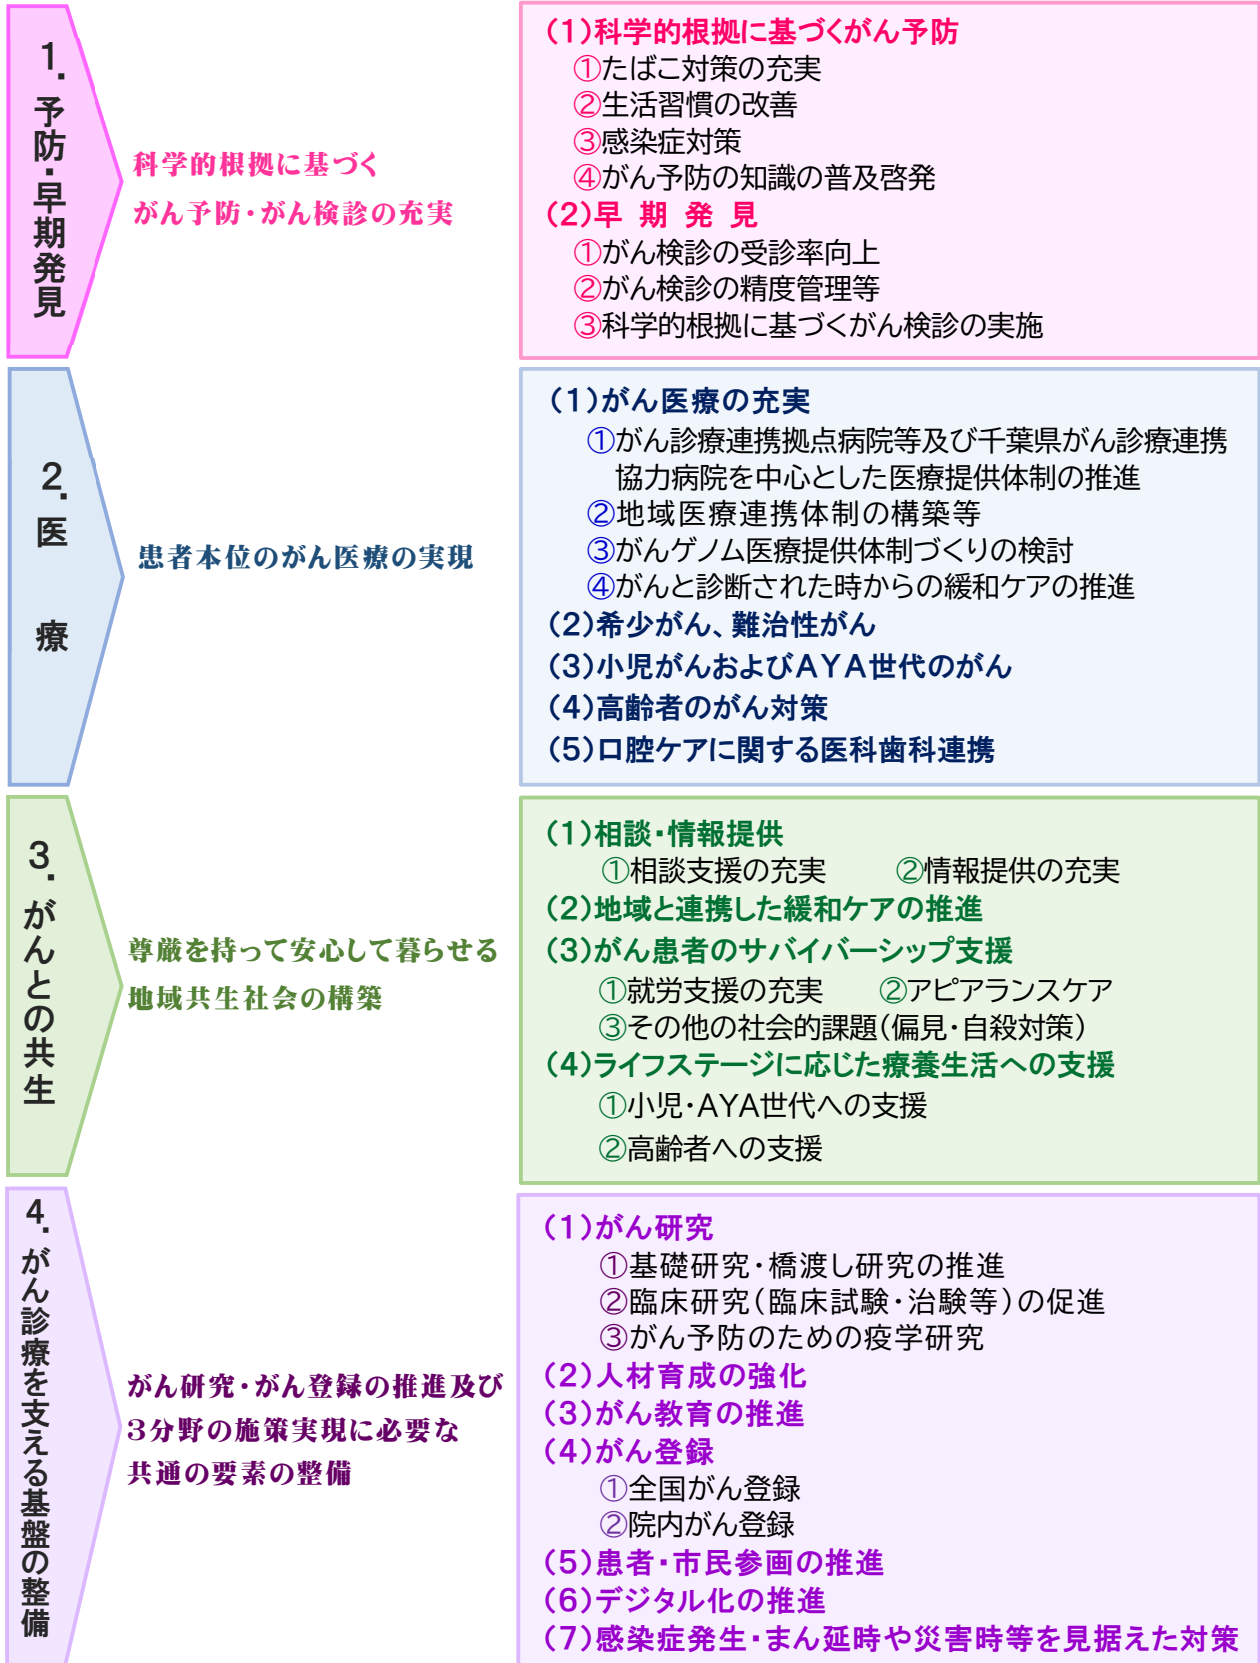 1.予防・早期発見
科学的根拠に基づく
がん予防・がん検診の充実
(1)科学的根拠に基づくがん予防
①たばこ対策の充実
②生活習慣の改善
③感染症対策
④がん予防の知識の普及啓発
(2)早 期 発 見
①がん検診の受診率向上
②がん検診の精度管理等
③科学的根拠に基づくがん検診の実施
2.医 療
患者本位のがん医療の実現
(1)がん医療の充実
①がん診療連携拠点病院等及び千葉県がん診療連携
協力病院を中心とした医療提供体制の推進
②地域医療連携体制の構築等
③がんゲノム医療提供体制づくりの検討
④がんと診断された時からの緩和ケアの推進
(2)希少がん、難治性がん
(3)小児がんおよびAYA世代のがん
(4)高齢者のがん対策
(5)口腔ケアに関する医科歯科連携
3.がんとの共生
尊厳を持って安心して暮らせる
地域共生社会の構築
(1)相談・情報提供
①相談支援の充実 ②情報提供の充実
(2)地域と連携した緩和ケアの推進
(3)がん患者のサバイバーシップ支援
①就労支援の充実 ②アピアランスケア
③その他の社会的課題(偏見・自殺対策)
(4)ライフステージに応じた療養生活への支援
①小児・AYA世代への支援
②高齢者への支援
4.がん診療を支える基盤の整備
がん研究・がん登録の推進及び
3分野の施策実現に必要な
共通の要素の整備
(1)がん研究
①基礎研究・橋渡し研究の推進
②臨床研究(臨床試験・治験等)の促進
③がん予防のための疫学研究
(2)人材育成の強化
(3)がん教育の推進
(4)がん登録
①全国がん登録
②院内がん登録
(5)患者・市民参画の推進
(6)デジタル化の推進
(7)感染症発生・まん延時や災害時等を見据えた対策